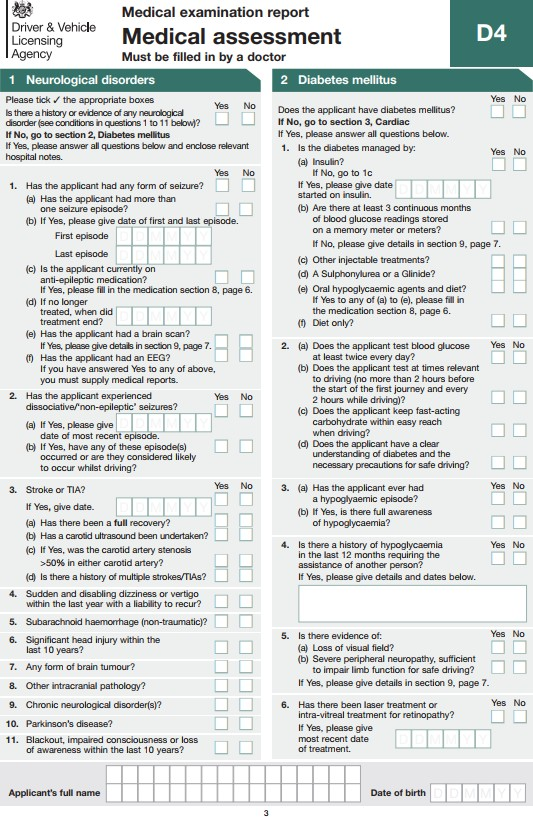 Driver & Vehicle
Licensing
Agency
Medical examination report
Medical assessment
Must be filled in by a doctor
D4
1 Neurological disorders
Please tick ✓ the appropriate boxes
Yes No
Is there a history or evidence of any neurological
disorder (see conditions in questions 1 to 11 below)?
If No, go to section 2, Diabetes mellitus
If Yes, please answer all questions below and enclose relevant
hospital notes.
Yes No
1. Has the applicant had any form of seizure?
(a) Has the applicant had more than
one seizure episode?
(b) If Yes, please give date of first and last episode.
First episode DDMMYY
Last episode DDMMYY
(c) Is the applicant currently on
anti-epileptic medication?
If Yes, please fill in the medication section 8, page 6.
(d) If no longer
treated, when did
treatment end? DDMMYY
(e) Has the applicant had a brain scan?
If Yes, please give details in section 9, page 7.
(f) Has the applicant had an EEG?
If you have answered Yes to any of above,
you must supply medical reports.
2. Has the applicant experienced
dissociative/‘non-epileptic’ seizures?
Yes No
(a) If Yes, please give
date of most recent episode. DDMMYY
(b) If Yes, have any of these episode(s)
occurred or are they considered likely
to occur whilst driving?
3. Stroke or TIA?
Yes No
If Yes, give date. DDMMYY
(a) Has there been a full recovery?
(b) Has a carotid ultrasound been undertaken?
(c) If Yes, was the carotid artery stenosis
>50% in either carotid artery?
(d) Is there a history of multiple strokes/TIAs?
4. Sudden and disabling dizziness or vertigo
within the last year with a liability to recur?
5. Subarachnoid haemorrhage (non-traumatic)?
6. Significant head injury within the
last 10 years?
7. Any form of brain tumour?
8. Other intracranial pathology?
9. Chronic neurological disorder(s)?
10. Parkinson’s disease?
11. Blackout, impaired consciousness or loss
of awareness within the last 10 years?
2 Diabetes mellitus
Yes No
Does the applicant have diabetes mellitus?
If No, go to section 3, Cardiac
If Yes, please answer all questions below.
1. Is the diabetes managed by:
Yes No
(a) Insulin?
If No, go to 1c
If Yes, please give date
started on insulin. DDMMYY
(b) Are there at least 3 continuous months
of blood glucose readings stored
on a memory meter or meters?
If No, please give details in section 9, page 7.
(c) Other injectable treatments?
(d) A Sulphonylurea or a Glinide?
(e) Oral hypoglycaemic agents and diet?
If Yes to any of (a) to (e), please fill in
the medication section 8, page 6.
(f) Diet only?
2. (a) Does the applicant test blood glucose
at least twice every day?
Yes No
(b) Does the applicant test at times relevant
to driving (no more than 2 hours before
the start of the first journey and every
2 hours while driving)?
(c) Does the applicant keep fast-acting
carbohydrate within easy reach
when driving?
(d) Does the applicant have a clear
understanding of diabetes and the
necessary precautions for safe driving?
3. (a) Has the applicant ever had
a hypoglycaemic episode?
Yes No
(b) If Yes, is there full awareness
of hypoglycaemia?
4. Is there a history of hypoglycaemia
in the last 12 months requiring the
assistance of another person?
Yes No
If Yes, please give details and dates below.
5. Is there evidence of:
Yes No
(a) Loss of visual field?
(b) Severe peripheral neuropathy, sufficient
to impair limb function for safe driving?
If Yes, please give details in section 9, page 7.
6. Has there been laser treatment or
intra-vitreal treatment for retinopathy?
Yes No
If Yes, please give
most recent date
of treatment. DDMMYY
Applicant’s full name
Date of birth DDMMYY
3